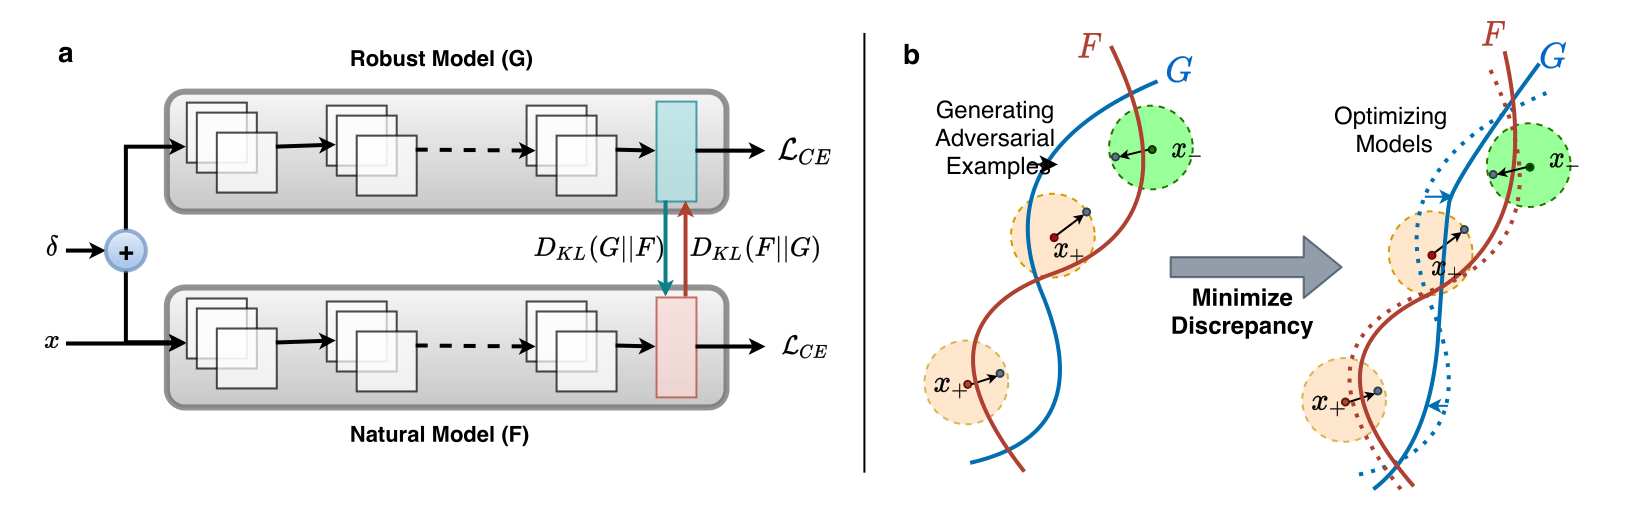 a
Robust Model (G)
$\mathcal{L}_{CE}$
δ
+
$D_{KL}(G||F)$
$D_{KL}(F||G)$
x
$\mathcal{L}_{CE}$
Natural Model (F)
b
F
G
Generating
Adversarial
Examples
$x_-$
$x_+$
$x_+$
Minimize
Discrepancy
F
G
Optimizing
Models
$x_-$
$x_+$
$x_+$